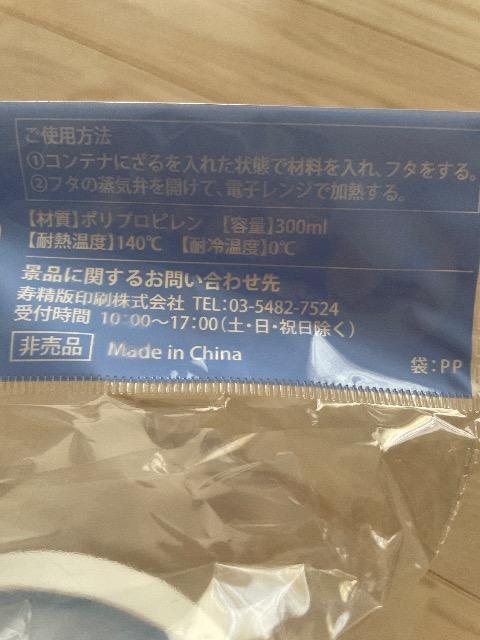 ご使用方法
①コンテナにざるを入れた状態で材料を入れ、フタをする。
②フタの蒸気弁を開けて、電子レンジで加熱する。
【材質】ポリプロピレン 【容量】300ml
【耐熱温度】140℃ 【耐冷温度】0℃
景品に関するお問い合わせ先
寿精版印刷株式会社 TEL:03-5482-7524
受付時間 10:00~17:00(土・日・祝日除く)
非売品 Made in China 袋:PP